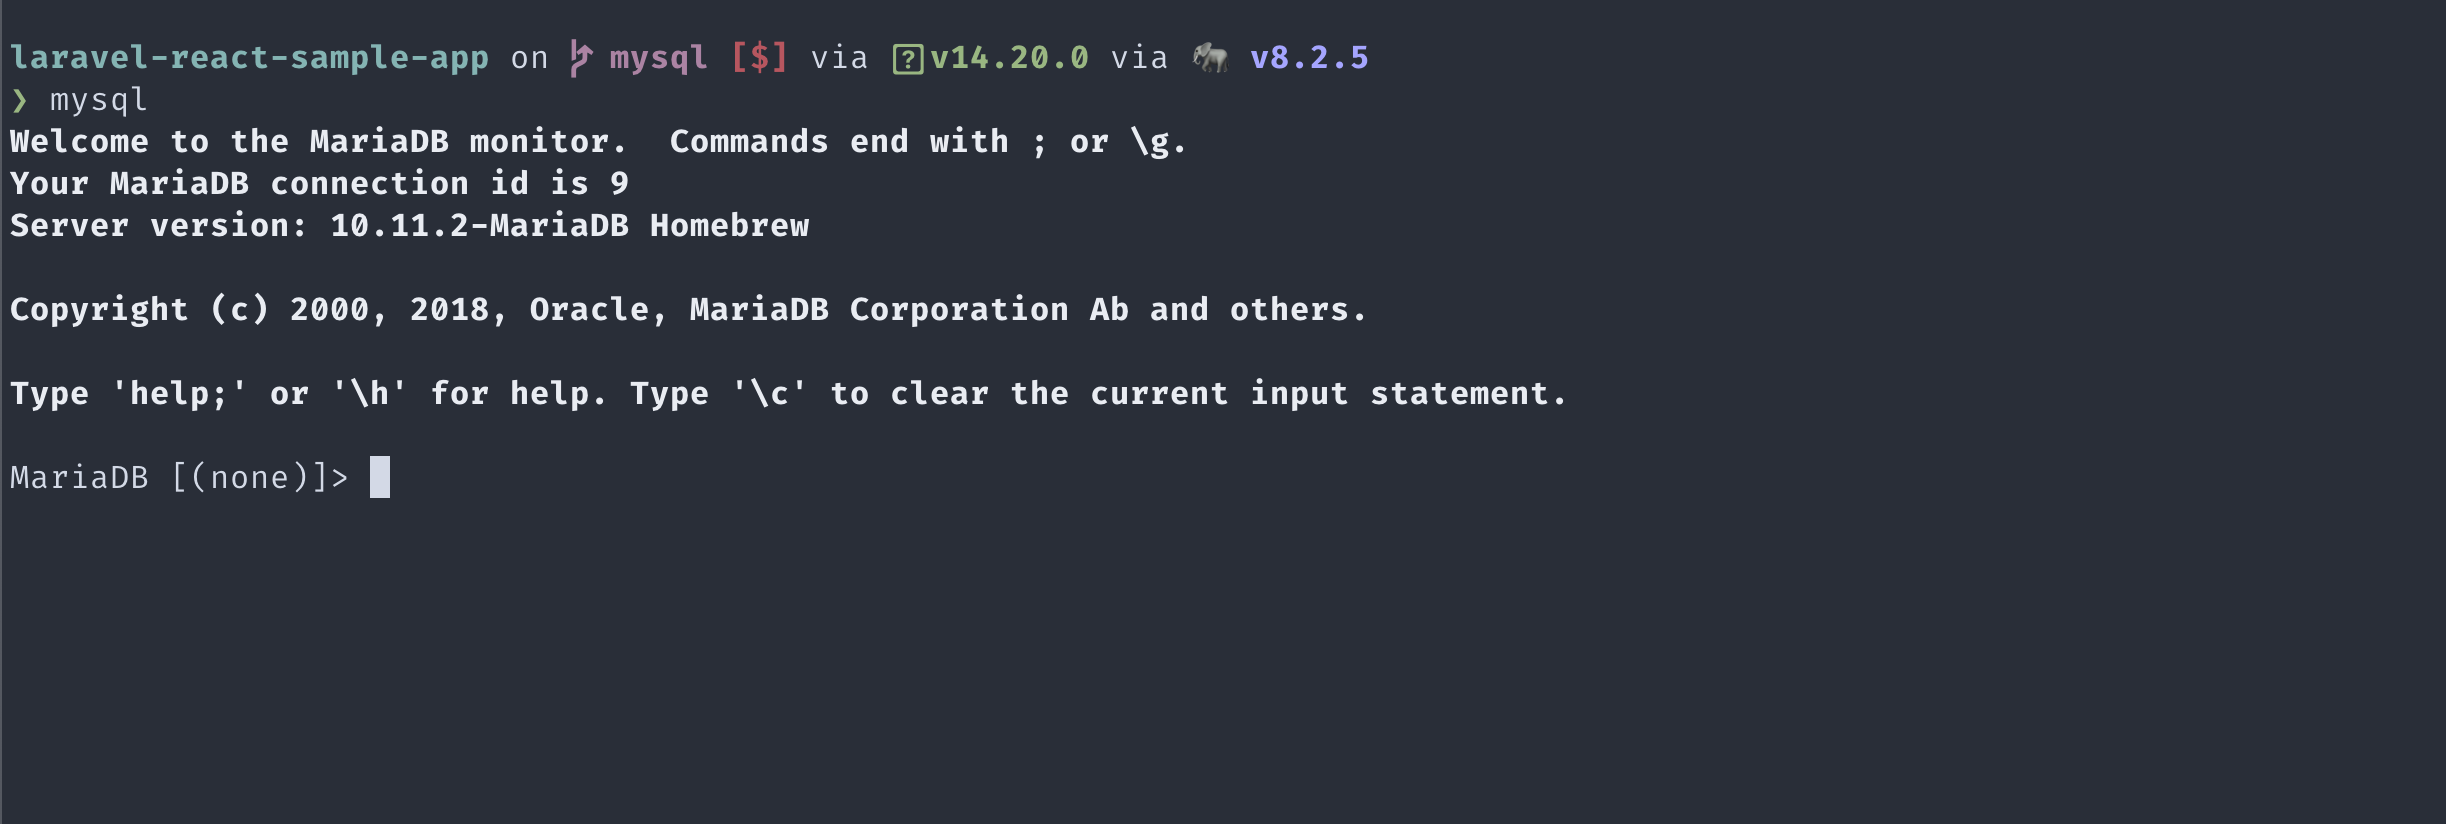 laravel-react-sample-app on mysql [$] via [?]v14.20.0 via 🐘 v8.2.5
❯ mysql
Welcome to the MariaDB monitor.  Commands end with ; or \g.
Your MariaDB connection id is 9
Server version: 10.11.2-MariaDB Homebrew
Copyright (c) 2000, 2018, Oracle, MariaDB Corporation Ab and others.
Type 'help;' or '\h' for help. Type '\c' to clear the current input statement.
MariaDB [(none)]>